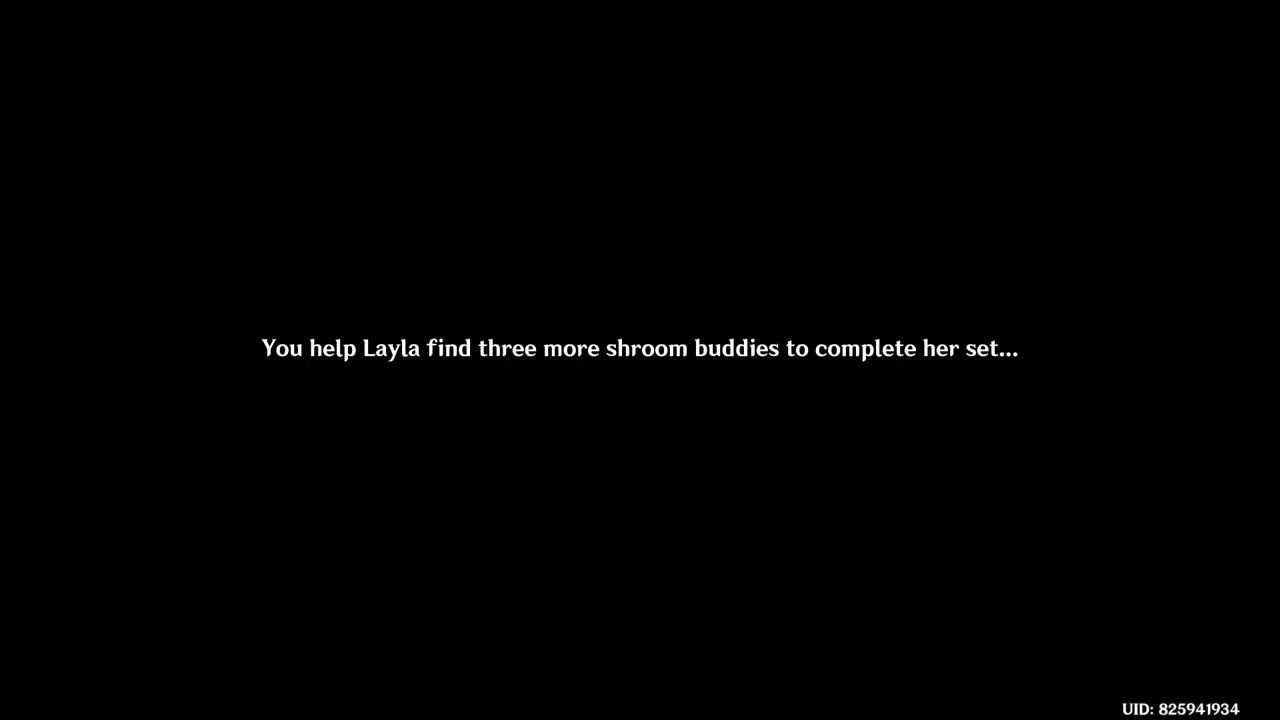 You help Layla find three more shroom buddies to complete her set...
UID: 825941934